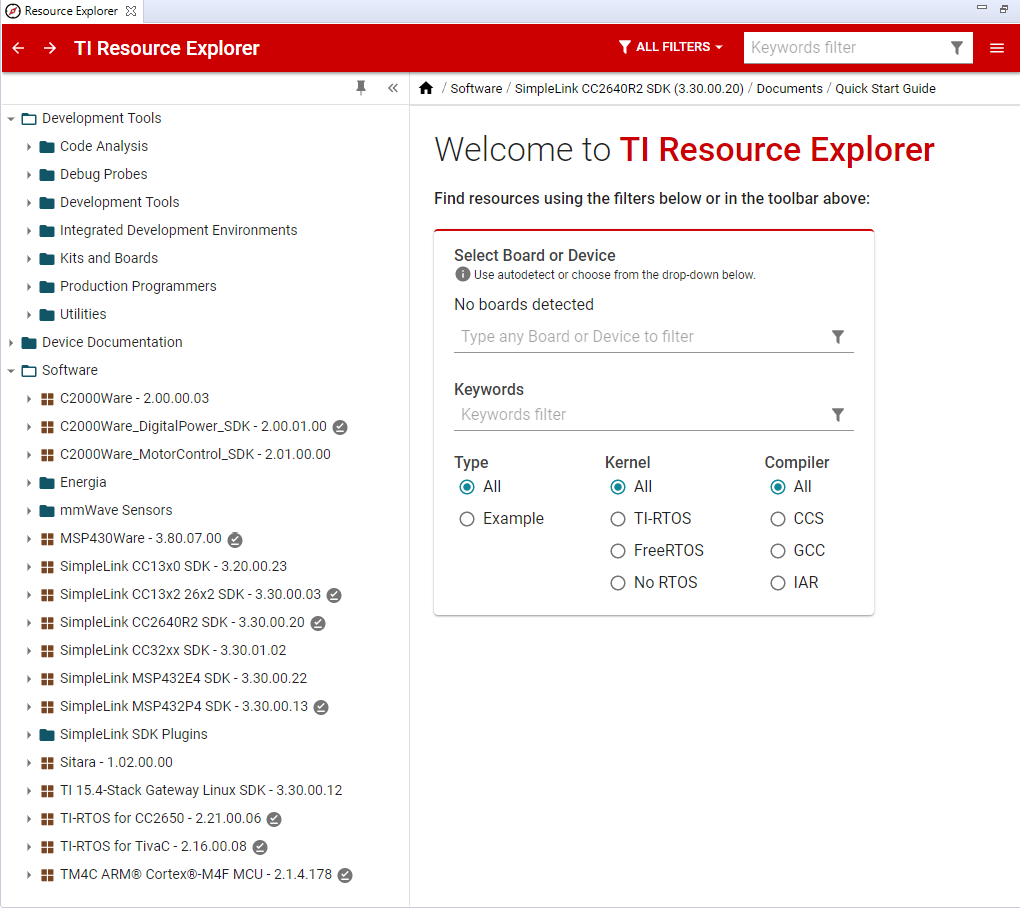 Resource Explorer
TI Resource Explorer
ALL FILTERS
Keywords filter
/ Software / SimpleLink CC2640R2 SDK (3.30.00.20) / Documents / Quick Start Guide
Development Tools
Code Analysis
Debug Probes
Development Tools
Integrated Development Environments
Kits and Boards
Production Programmers
Utilities
Device Documentation
Software
C2000Ware - 2.00.00.03
C2000Ware_DigitalPower_SDK - 2.00.01.00
C2000Ware_MotorControl_SDK - 2.01.00.00
Energia
mmWave Sensors
MSP430Ware - 3.80.07.00
SimpleLink CC13x0 SDK - 3.20.00.23
SimpleLink CC13x2 26x2 SDK - 3.30.00.03
SimpleLink CC2640R2 SDK - 3.30.00.20
SimpleLink CC32xx SDK - 3.30.01.02
SimpleLink MSP432E4 SDK - 3.30.00.22
SimpleLink MSP432P4 SDK - 3.30.00.13
SimpleLink SDK Plugins
Sitara - 1.02.00.00
TI 15.4-Stack Gateway Linux SDK - 3.30.00.12
TI-RTOS for CC2650 - 2.21.00.06
TI-RTOS for TivaC - 2.16.00.08
TM4C ARM® Cortex®-M4F MCU - 2.1.4.178
Welcome to TI Resource Explorer
Find resources using the filters below or in the toolbar above:
Select Board or Device
Use autodetect or choose from the drop-down below.
No boards detected
Type any Board or Device to filter
Keywords
Keywords filter
Type
All
Example
Kernel
All
TI-RTOS
FreeRTOS
No RTOS
Compiler
All
CCS
GCC
IAR